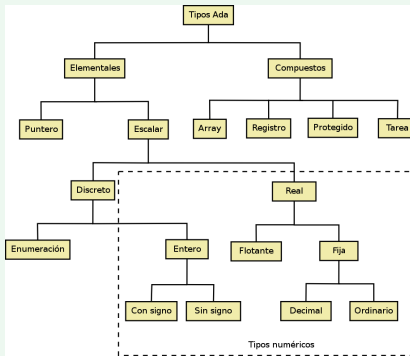 Tipos Ada
Elementales
Compuestos
Puntero
Escalar
Array
Registro
Protegido
Tarea
Discreto
Real
Enumeración
Entero
Flotante
Fija
Con signo
Sin signo
Decimal
Ordinario
Tipos numéricos